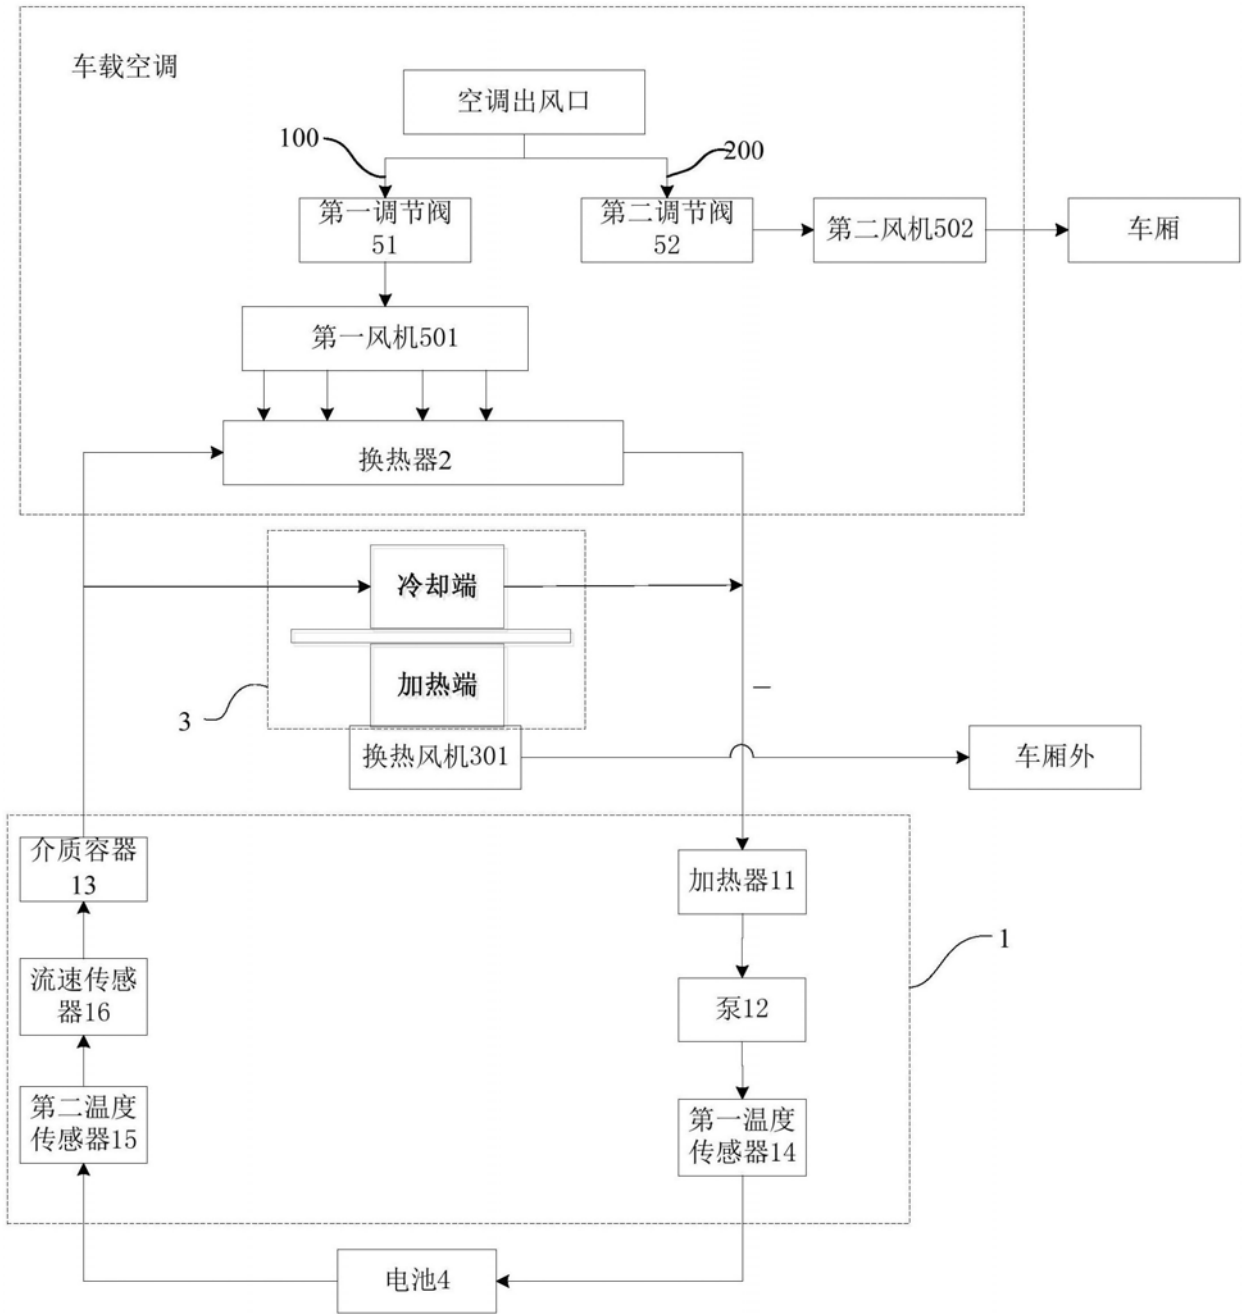 车载空调
空调出风口
100
200
第一调节阀
51
第二调节阀
52
第二风机502
车厢
第一风机501
换热器2
冷却端
加热端
3
换热风机301
车厢外
介质容器
13
加热器11
1
流速传感
器16
泵12
第二温度
传感器15
第一温度
传感器14
电池4